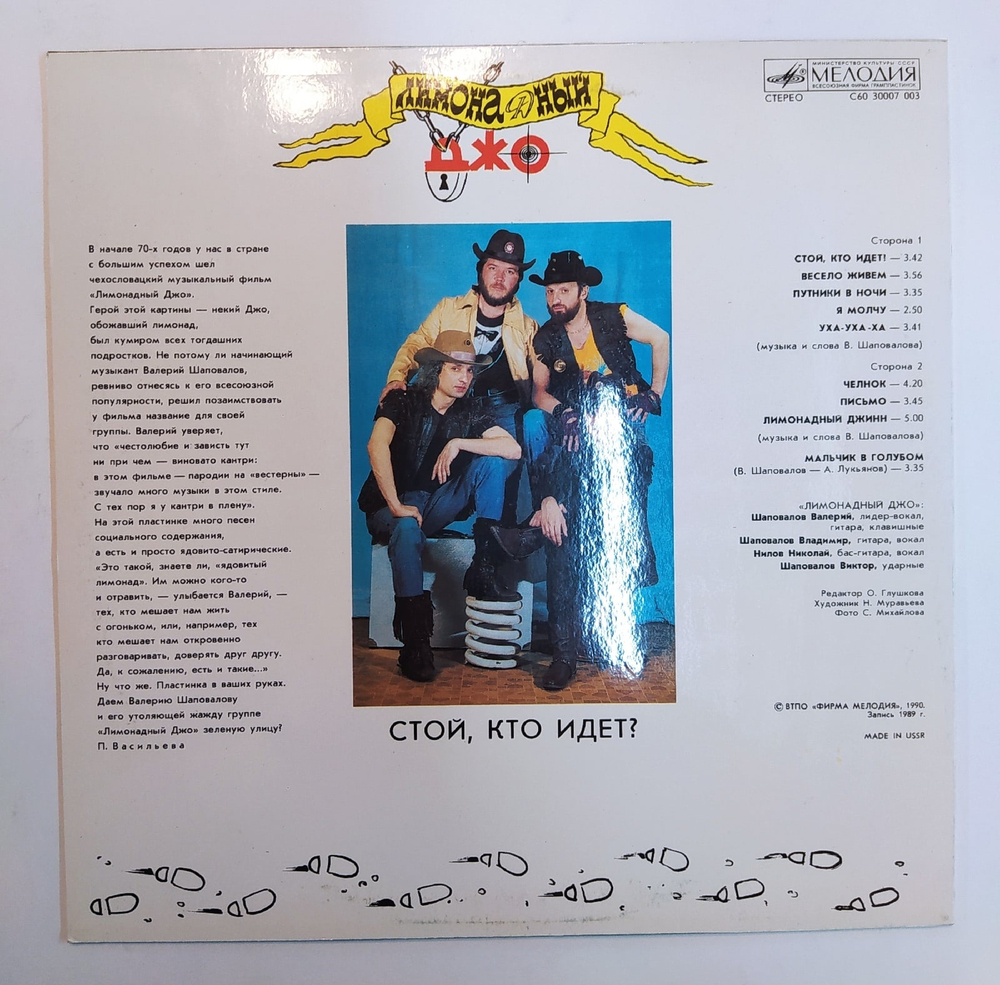 ЛИМОНАДНЫЙ
ДЖО
МИНИСТЕРСТВО КУЛЬТУРЫ СССР
МЕЛОДИЯ
ВСЕСОЮЗНАЯ ФИРМА ГРАМПЛАСТИНОК
СТЕРЕО С60 30007 003
В начале 70-х годов у нас в стране
с большим успехом шел
чехословацкий музыкальный фильм
«Лимонадный Джо».
Герой этой картины — некий Джо,
обожавший лимонад,
был кумиром всех тогдашних
подростков. Не потому ли начинающий
музыкант Валерий Шаповалов,
ревниво отнесясь к его всесоюзной
популярности, решил позаимствовать
у фильма название для своей
группы. Валерий уверяет,
что «честолюбие и зависть тут
ни при чем — виновато кантри:
в этом фильме — пародии на «вестерны» —
звучало много музыки в этом стиле.
С тех пор я у кантри в плену».
На этой пластинке много песен
социального содержания,
а есть и просто ядовито-сатирические.
«Это такой, знаете ли, «ядовитый
лимонад». Им можно кого-то
и отравить, — улыбается Валерий, —
тех, кто мешает нам жить
с огоньком, или, например, тех
кто мешает нам откровенно
разговаривать, доверять друг другу.
Да, к сожалению, есть и такие...»
Ну что же. Пластинка в ваших руках.
Даем Валерию Шаповалову
и его утоляющей жажду группе
«Лимонадный Джо» зеленую улицу?
П. Васильева
СТОЙ, КТО ИДЕТ?
Сторона 1
СТОЙ, КТО ИДЕТ! — 3.42
ВЕСЕЛО ЖИВЕМ — 3.56
ПУТНИКИ В НОЧИ — 3.35
Я МОЛЧУ — 2.50
УХА-УХА-ХА — 3.41
(музыка и слова В. Шаповалова)
Сторона 2
ЧЕЛНОК — 4.20
ПИСЬМО — 3.45
ЛИМОНАДНЫЙ ДЖИНН — 5.00
(музыка и слова В. Шаповалова)
МАЛЬЧИК В ГОЛУБОМ
(В. Шаповалов — А. Лукьянов) — 3.35
«ЛИМОНАДНЫЙ ДЖО»:
Шаповалов Валерий, лидер-вокал,
гитара, клавишные
Шаповалов Владимир, гитара, вокал
Нилов Николай, бас-гитара, вокал
Шаповалов Виктор, ударные
Редактор О. Глушкова
Художник Н. Муравьева
Фото С. Михайлова
© ВТПО «ФИРМА МЕЛОДИЯ», 1990.
Запись 1989 г.
MADE IN USSR